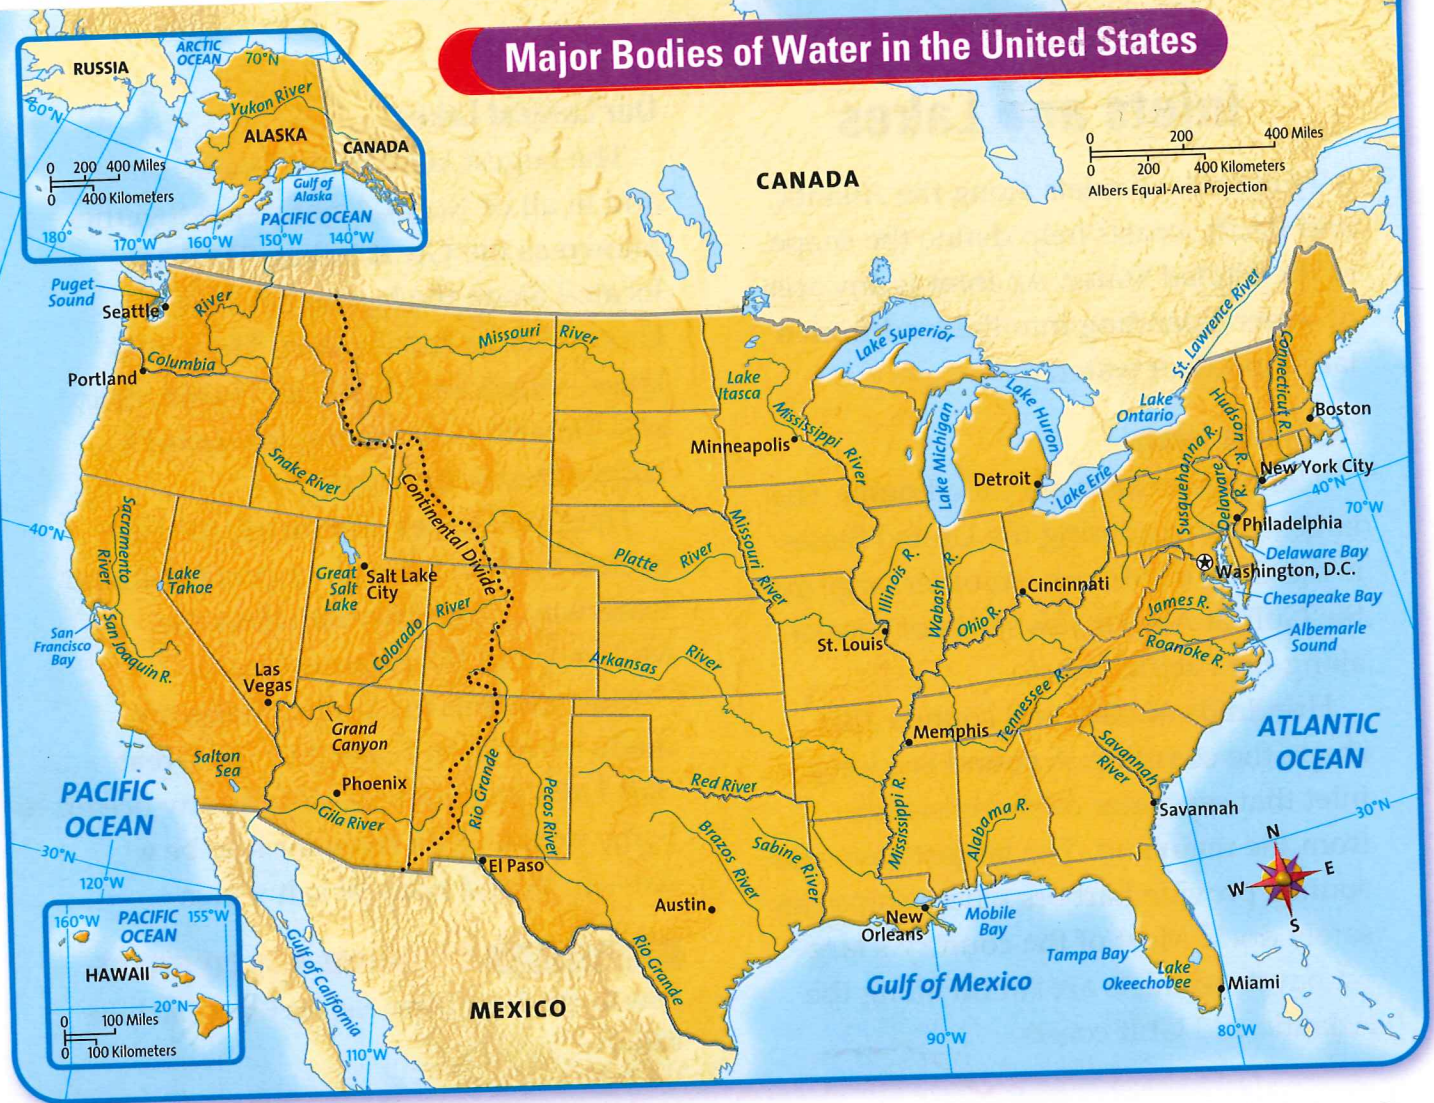 Major Bodies of Water in the United States
ARCTIC
OCEAN
70°N
RUSSIA
60°N
Yukon River
ALASKA
CANADA
0 200 400 Miles
0 400 Kilometers
Gulf of
Alaska
PACIFIC OCEAN
180°
170°W
160°W
150°W
140°W
0 200 400 Miles
0 200 400 Kilometers
Albers Equal-Area Projection
CANADA
Puget
Sound
Seattle
River
Columbia
Portland
Missouri River
Lake
Itasca
Mississippi River
Minneapolis
Lake Superior
Lake Michigan
Lake Huron
Lake
Ontario
Lake Erie
Detroit
St. Lawrence River
Connecticut R.
Hudson R.
Boston
Susquehanna R.
Delaware R.
New York City
40°N
70°W
Philadelphia
Delaware Bay
Washington, D.C.
Chesapeake Bay
James R.
Albemarle
Sound
Roanoke R.
Snake River
Continental Divide
Sacramento
River
40°N
Lake
Tahoe
Great
Salt
Lake
Salt Lake
City
San
Francisco
Bay
San Joaquin R.
Colorado River
Platte River
Missouri River
Illinois R.
Wabash R.
Ohio R.
Cincinnati
St. Louis
Arkansas River
Las
Vegas
Grand
Canyon
Salton
Sea
Phoenix
Gila River
Rio Grande
Pecos River
El Paso
Red River
Brazos River
Sabine River
Memphis
Tennessee R.
Mississippi R.
Alabama R.
Savannah
River
Savannah
ATLANTIC
OCEAN
PACIFIC
OCEAN
30°N
120°W
30°N
N
W E
S
Austin
Rio Grande
New
Orleans
Mobile
Bay
Tampa Bay
Lake
Okeechobee
Miami
Gulf of Mexico
MEXICO
Gulf of California
110°W
90°W
80°W
160°W
PACIFIC
OCEAN
155°W
HAWAII
20°N
0 100 Miles
0 100 Kilometers